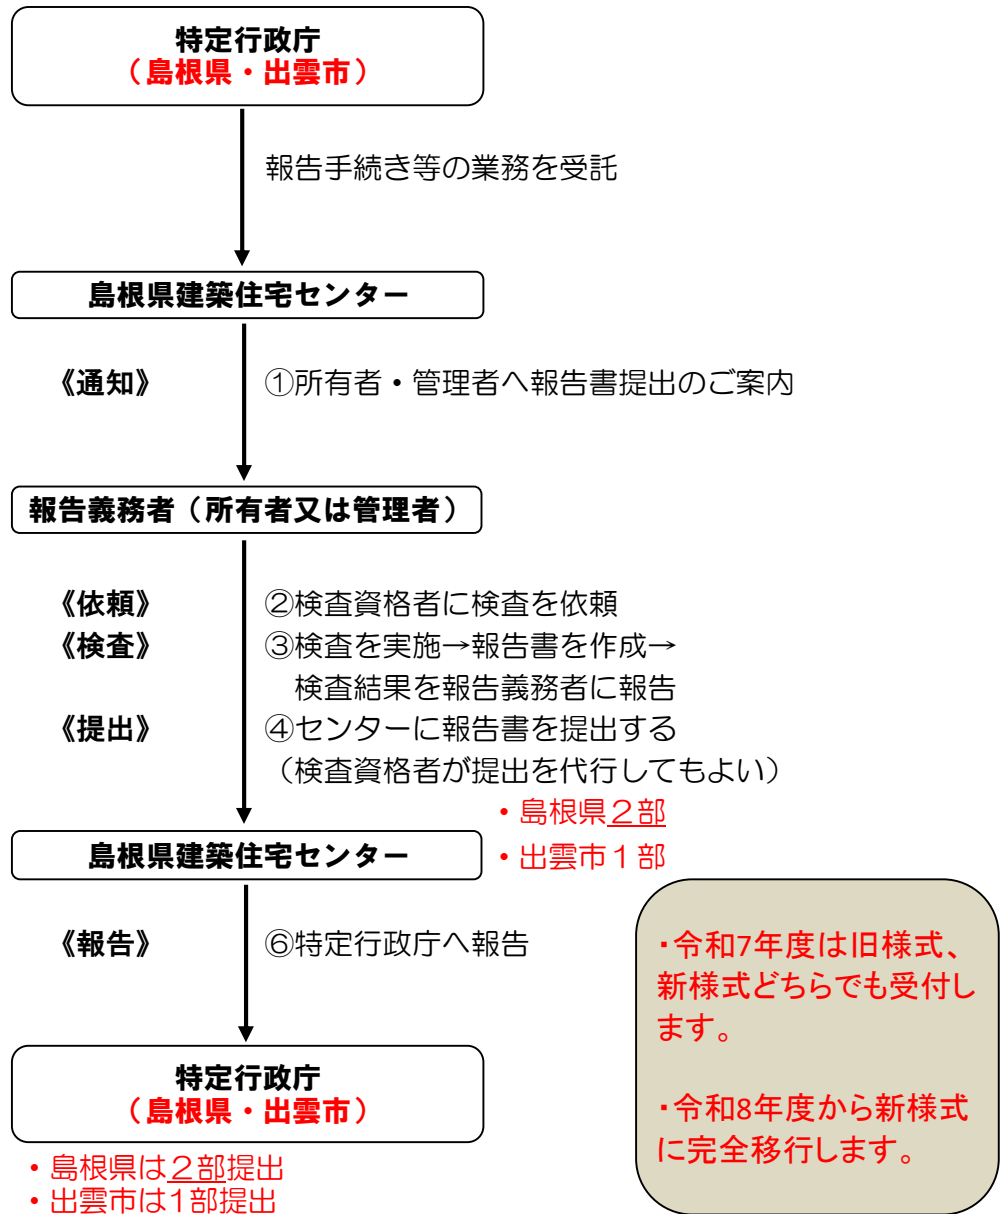 特定行政庁
（島根県・出雲市）
報告手続き等の業務を受託
島根県建築住宅センター
《通知》 ①所有者・管理者へ報告書提出のご案内
報告義務者（所有者又は管理者）
《依頼》 ②検査資格者に検査を依頼
《検査》 ③検査を実施→報告書を作成→
検査結果を報告義務者に報告
《提出》 ④センターに報告書を提出する
（検査資格者が提出を代行してもよい）
・島根県２部
島根県建築住宅センター
・出雲市１部
《報告》 ⑥特定行政庁へ報告
・令和7年度は旧様式、
新様式どちらでも受付し
ます。
・令和8年度から新様式
に完全移行します。
特定行政庁
（島根県・出雲市）
・島根県は２部提出
・出雲市は1部提出